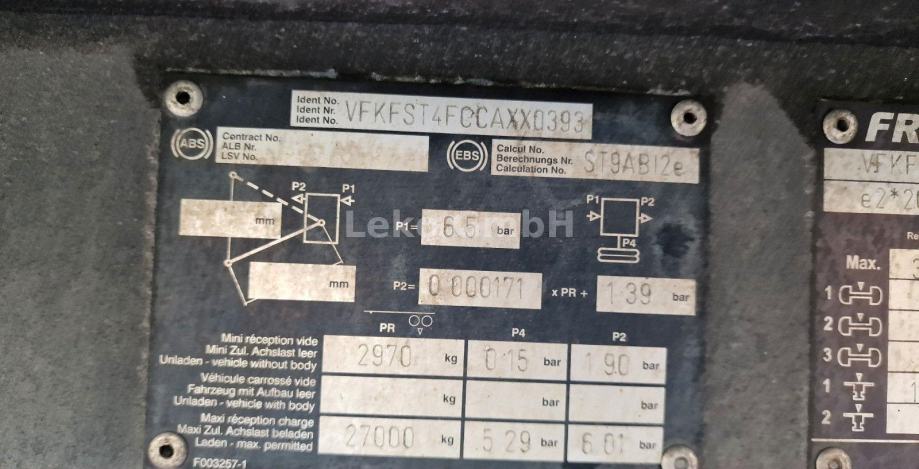 Ident No.
Ident Nr. VFKFST4FCCAXX0393
Ident No.
ABS
Contract No.
ALB Nr.
LSV No.
EBS
Calcul No.
Berechnungs Nr. ST9AB12e
Calculation No.
P2 P1
mm
mm
P1= 6.5 bar
P1 P2
P4
P2= 0.000171 x PR + 1.39 bar
PR P4 P2
Mini réception vide
Mini Zul. Achslast leer 2970 kg 0.15 bar 1.90 bar
Unladen - vehicle without body
Véhicule carrossé vide
Fahrzeug mit Aufbau leer kg bar bar
Unladen - vehicle with body
Maxi réception charge
Maxi Zul. Achslast beladen 27000 kg 5.29 bar 6.01 bar
Laden - max. permitted
F003257-1
FR
VFKF
e2*2
Re
Max. 3
1
2
3
1
2